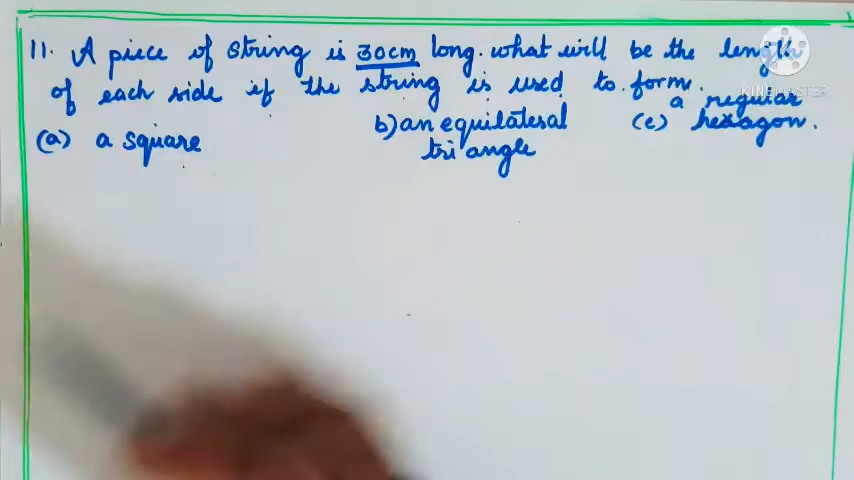 11. A piece of string is 30cm long. what will be the length
of each side if the string is used to form.
(a) a square b) an equilateral triangle (c) a regular hexagon.
KINEMASTER